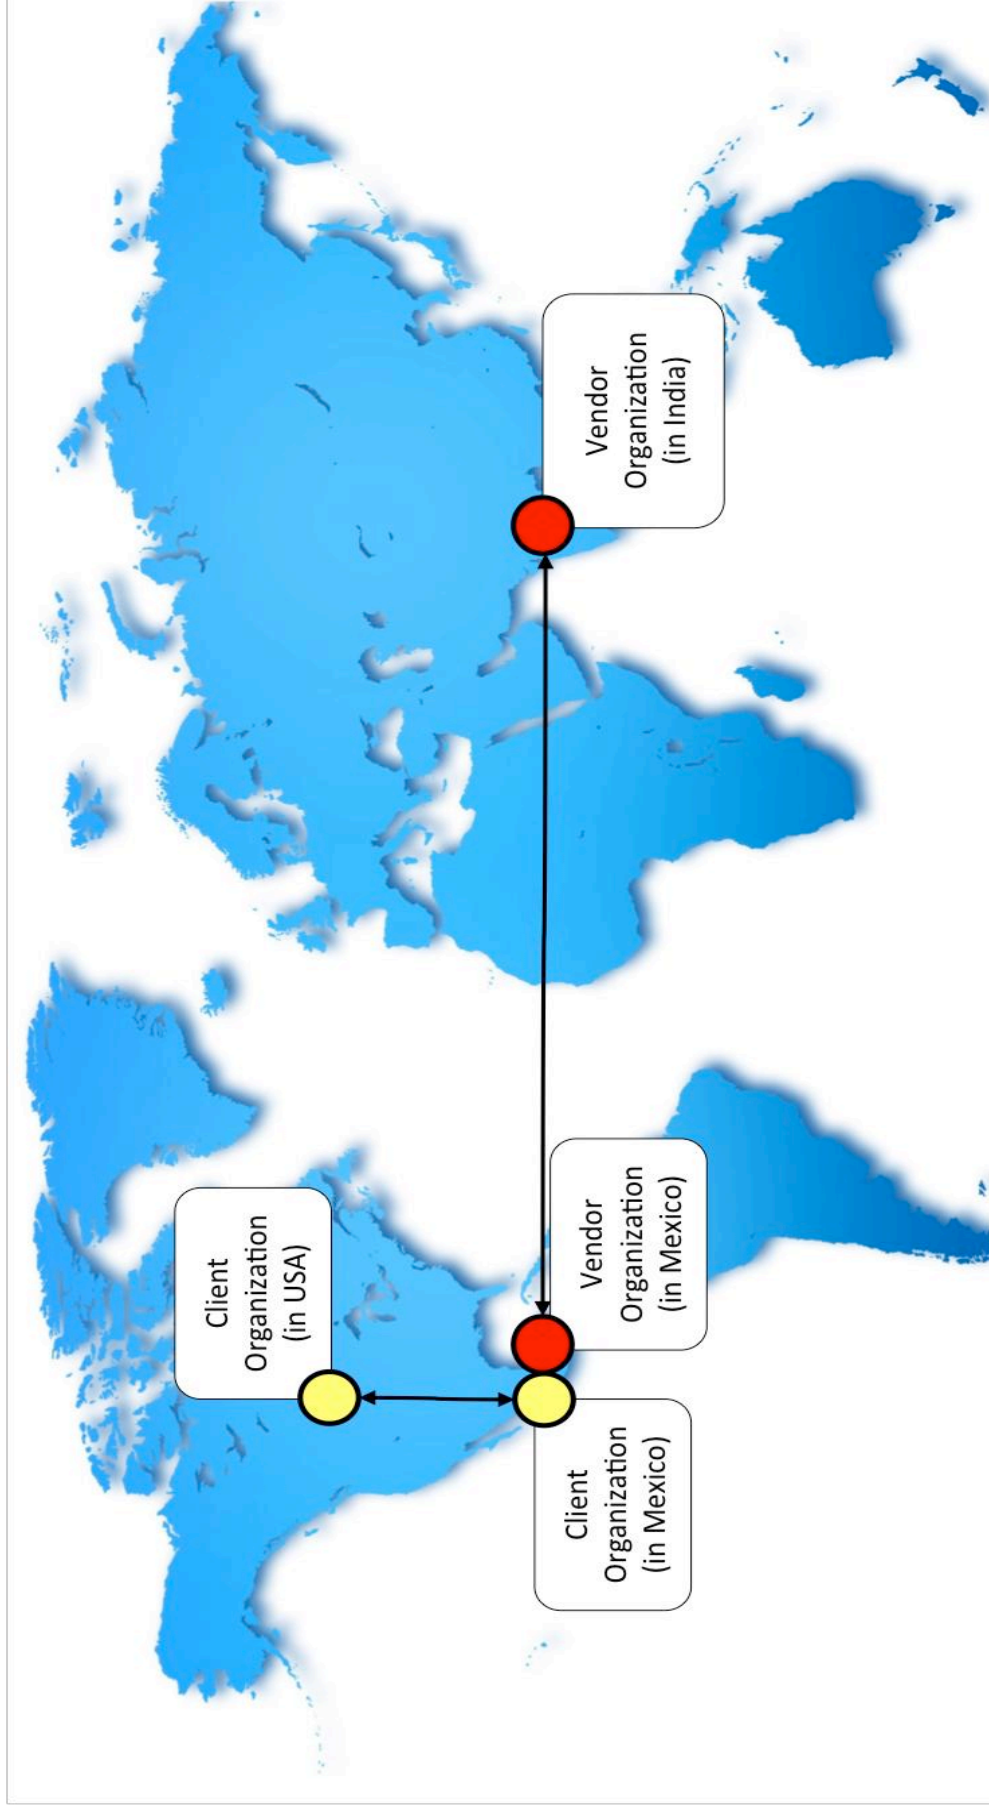 Client
Organization
(in USA)
Client
Organization
(in Mexico)
Vendor
Organization
(in Mexico)
Vendor
Organization
(in India)